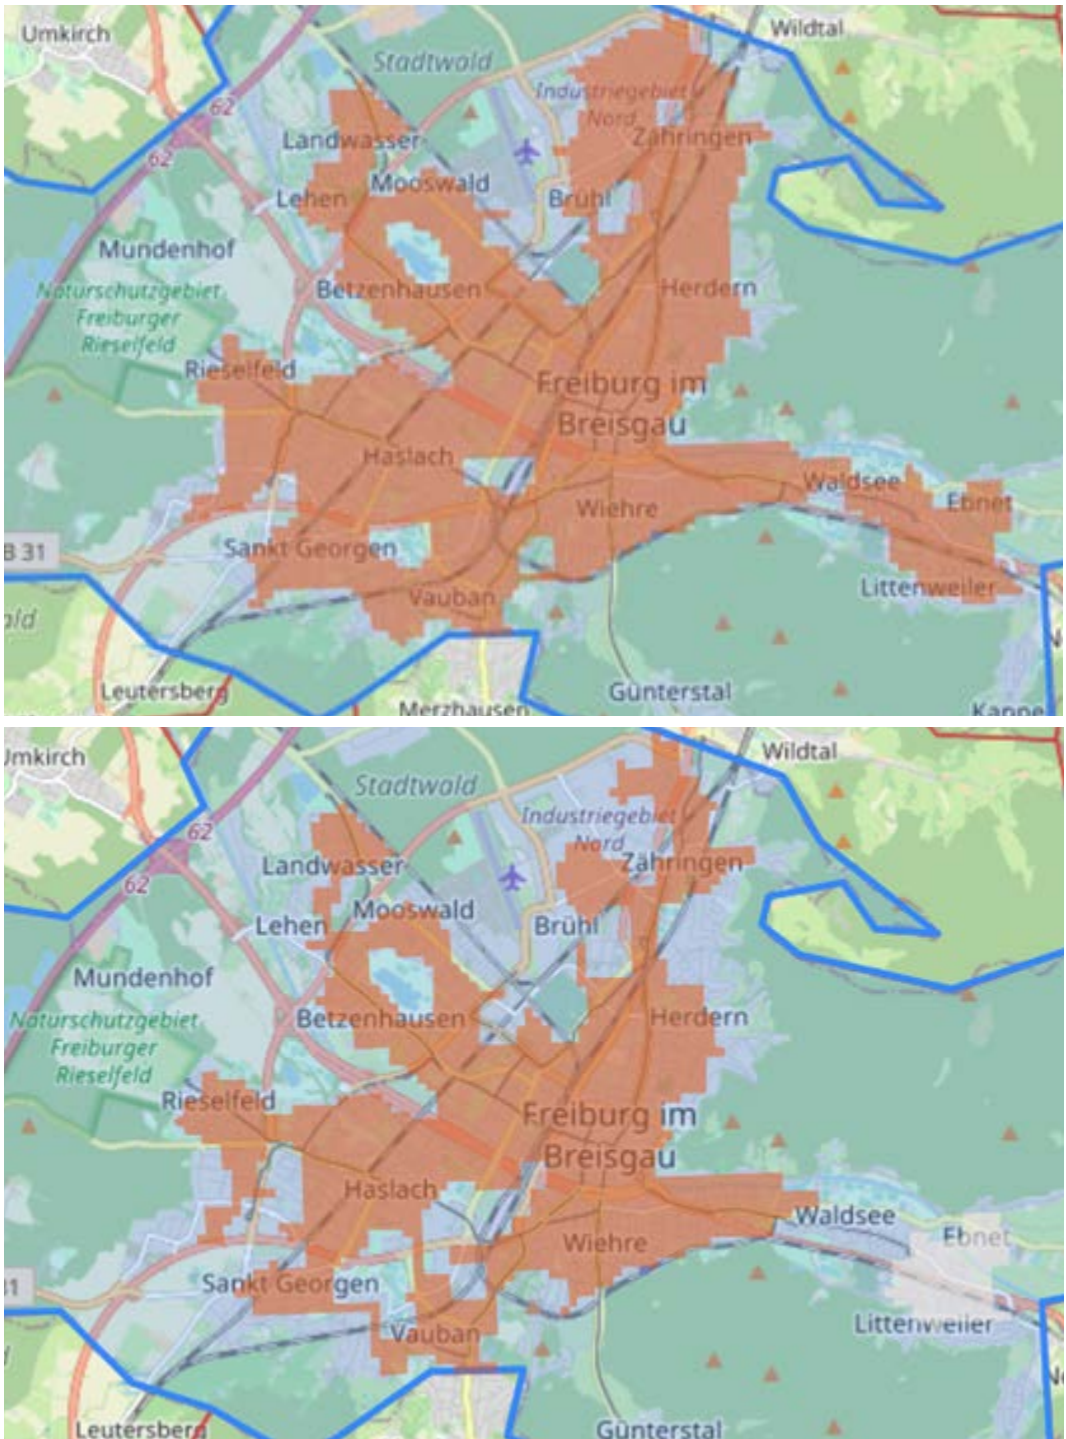 Umkirch
Wildtal
Stadtwald
Industriegebiet
Nord
62
62
Landwasser
Zähringen
Mooswald
Lehen
Brühl
Mundenhof
Betzenhausen
Herdern
Naturschutzgebiet
Freiburger
Rieselfeld
Rieselfeld
Freiburg im
Breisgau
Haslach
Waldsee
Wiehre
Ebnet
B 31
Sankt Georgen
Littenweiler
Vauban
ald
Leutersberg
Günterstal
Merzhausen
Kappe
Umkirch
Wildtal
Stadtwald
Industriegebiet
Nord
62
62
Landwasser
Zähringen
Mooswald
Lehen
Brühl
Mundenhof
Betzenhausen
Herdern
Naturschutzgebiet
Freiburger
Rieselfeld
Rieselfeld
Freiburg im
Breisgau
Haslach
Waldsee
Wiehre
Ebnet
31
Sankt Georgen
Littenweiler
Vauban
Leutersberg
Günterstal